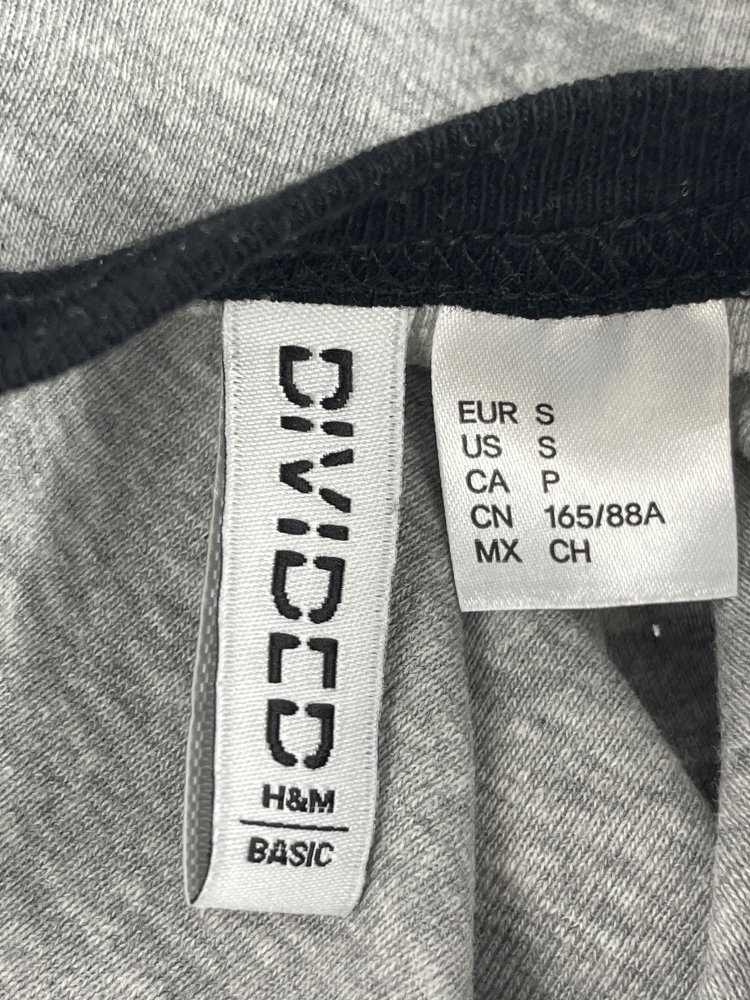 DIVIDED
H&M
BASIC
EUR S
US S
CA P
CN 165/88A
MX CH